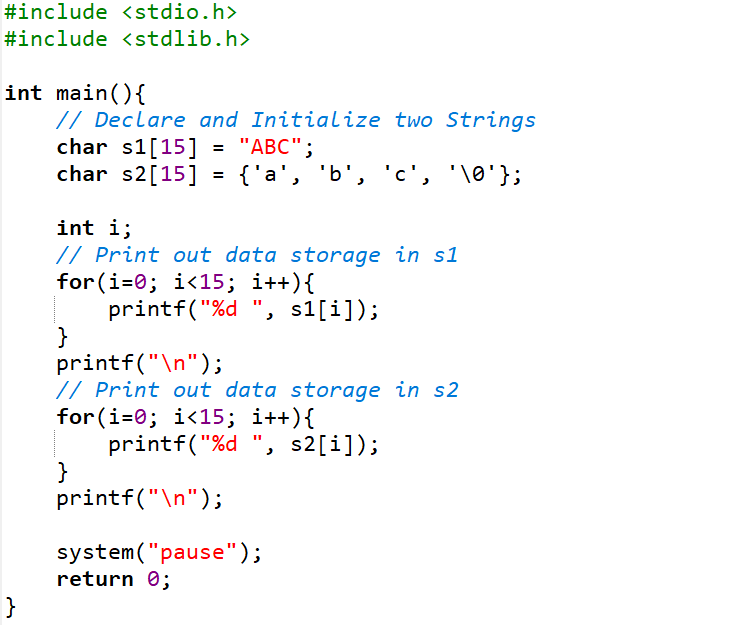 #include <stdio.h>
#include <stdlib.h>
int main(){
    // Declare and Initialize two Strings
    char s1[15] = "ABC";
    char s2[15] = {'a', 'b', 'c', '\0'};
    int i;
    // Print out data storage in s1
    for(i=0; i<15; i++){
        printf("%d ", s1[i]);
    }
    printf("\n");
    // Print out data storage in s2
    for(i=0; i<15; i++){
        printf("%d ", s2[i]);
    }
    printf("\n");
    system("pause");
    return 0;
}